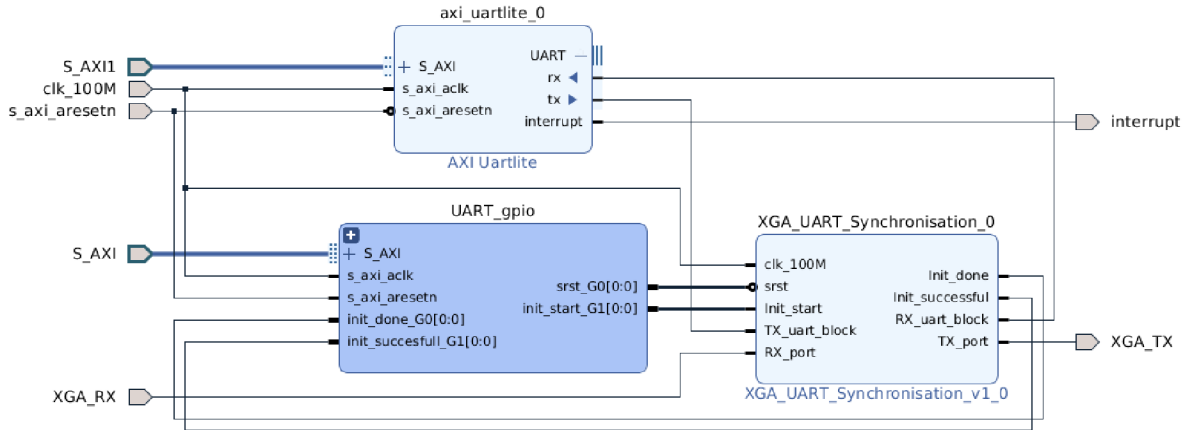 axi_uartlite_0
S_AXI1
clk_100M
s_axi_aresetn
+ S_AXI
s_axi_aclk
s_axi_aresetn
UART
rx
tx
interrupt
AXI Uartlite
interrupt
UART_gpio
S_AXI
+ S_AXI
s_axi_aclk
s_axi_aresetn
init_done_G0[0:0]
init_succesfull_G1[0:0]
srst_G0[0:0]
init_start_G1[0:0]
XGA_UART_Synchronisation_0
clk_100M
srst
Init_start
TX_uart_block
RX_port
Init_done
Init_successful
RX_uart_block
TX_port
XGA_UART_Synchronisation_v1_0
XGA_TX
XGA_RX